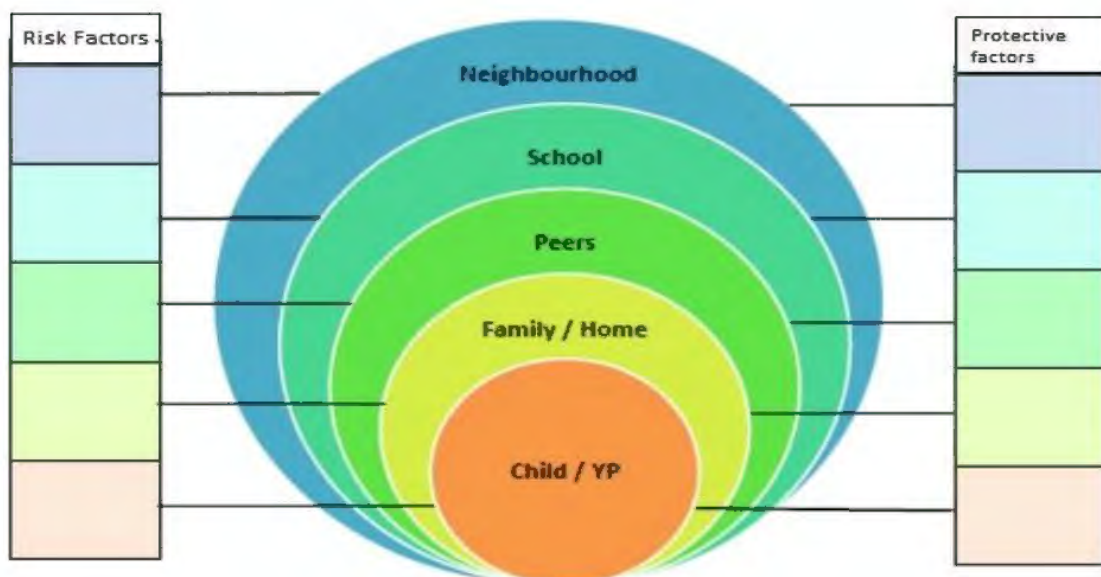 Risk Factors
Protective
factors
Neighbourhood
School
Peers
Family / Home
Child / YP